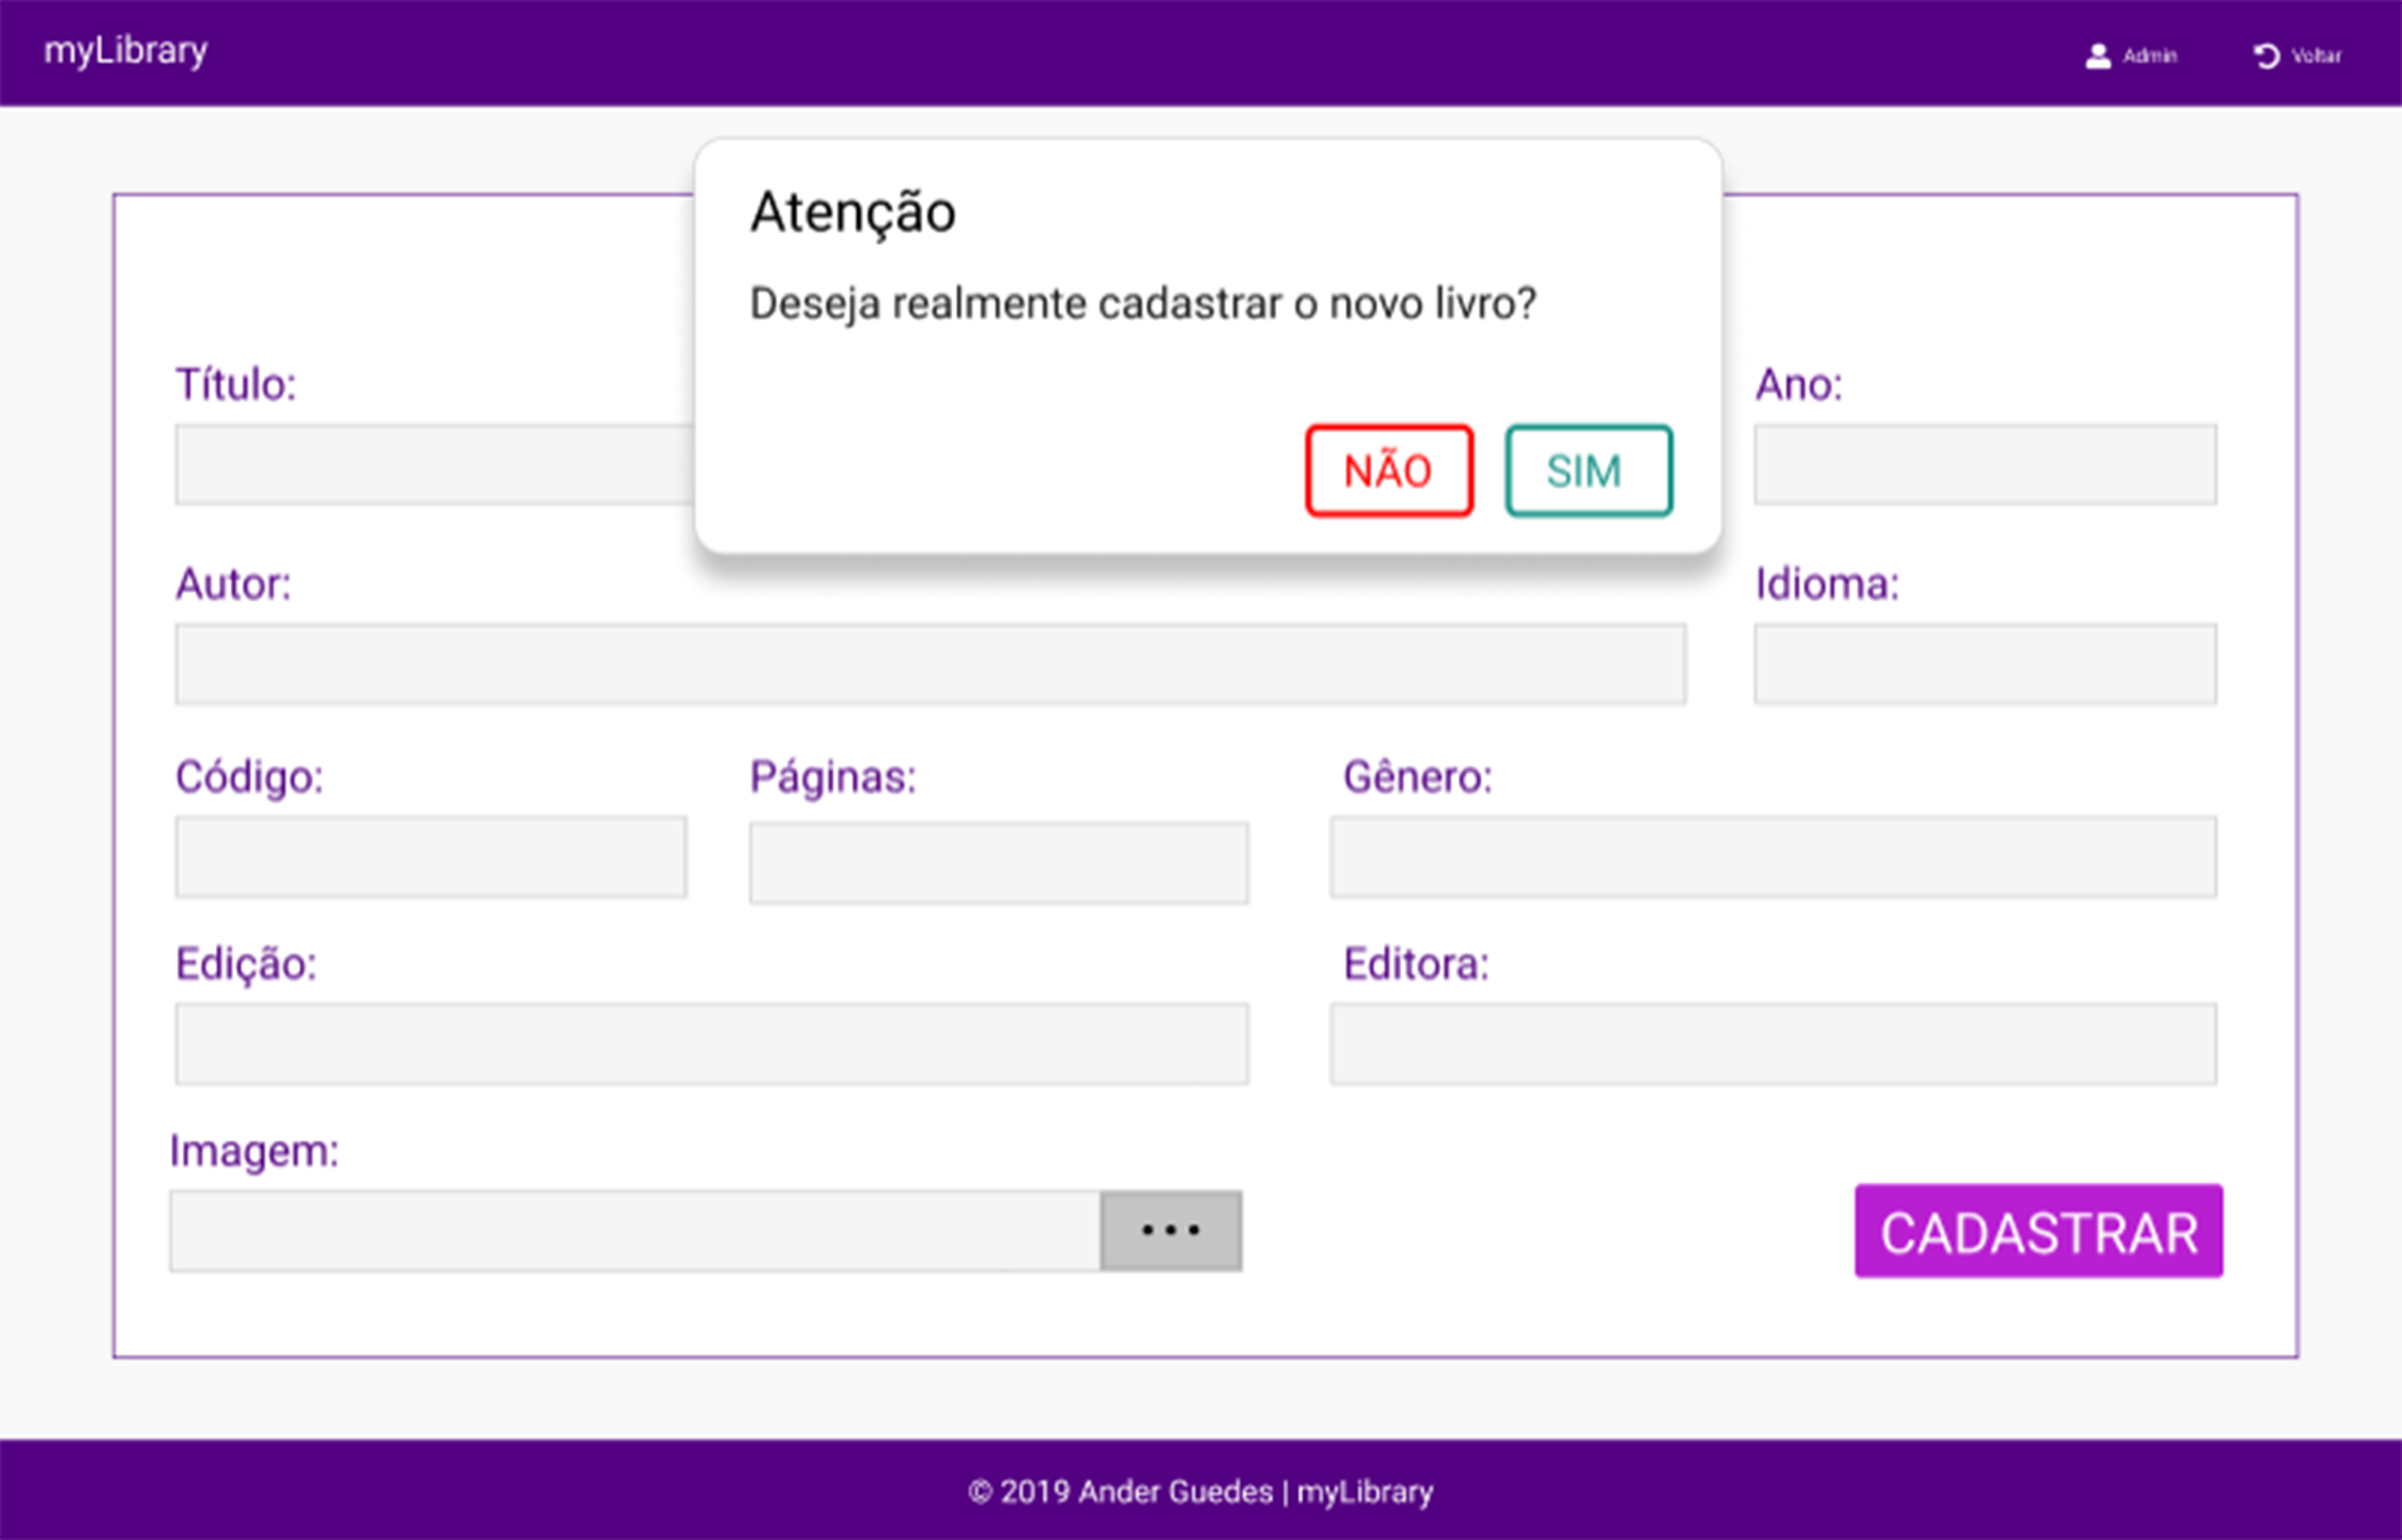 myLibrary
Admin
Voltar
Atenção
Deseja realmente cadastrar o novo livro?
NÃO
SIM
Título:
Ano:
Autor:
Idioma:
Código:
Páginas:
Gênero:
Edição:
Editora:
Imagem:
...
CADASTRAR
© 2019 Ander Guedes | myLibrary